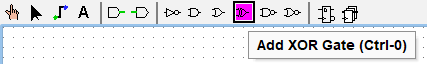 A
Add XOR Gate (Ctrl-0)